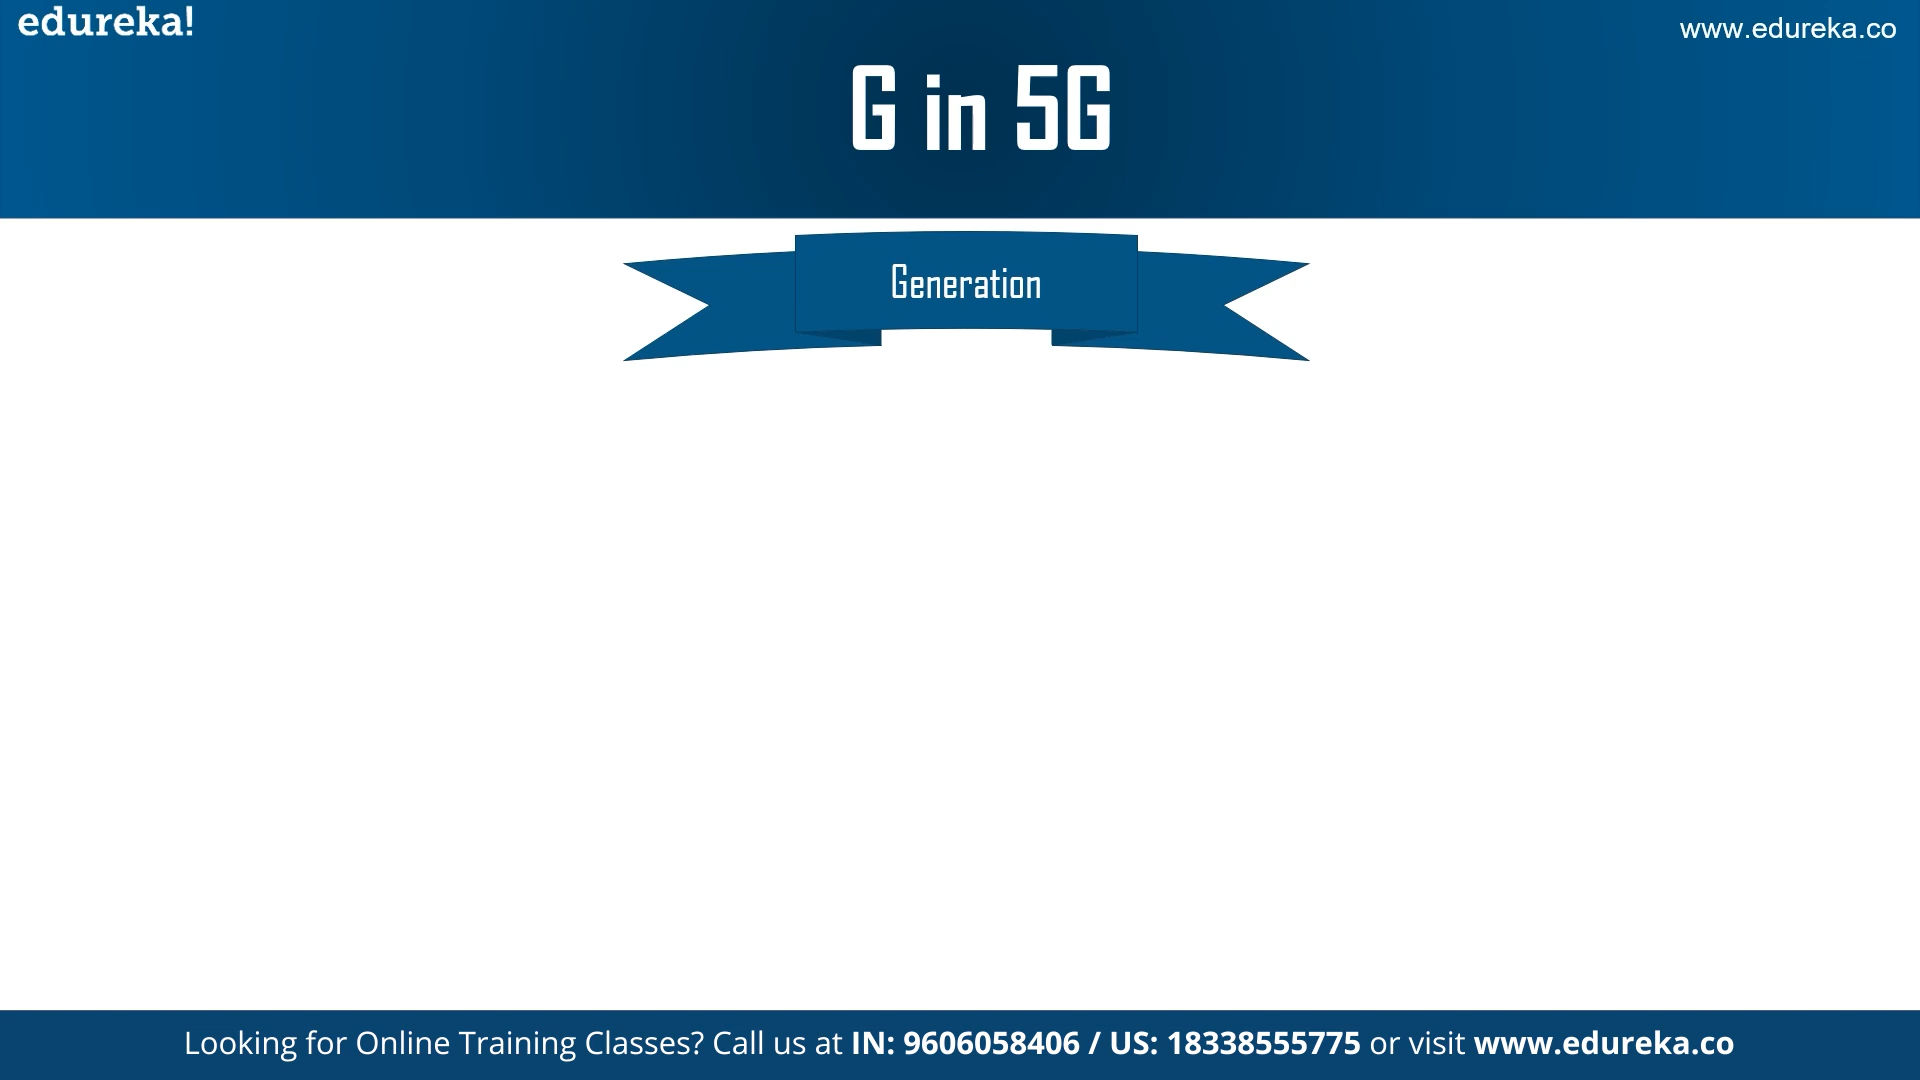 edureka!
www.edureka.co
G in 5G
Generation
Looking for Online Training Classes? Call us at IN: 9606058406 / US: 18338555775 or visit www.edureka.co